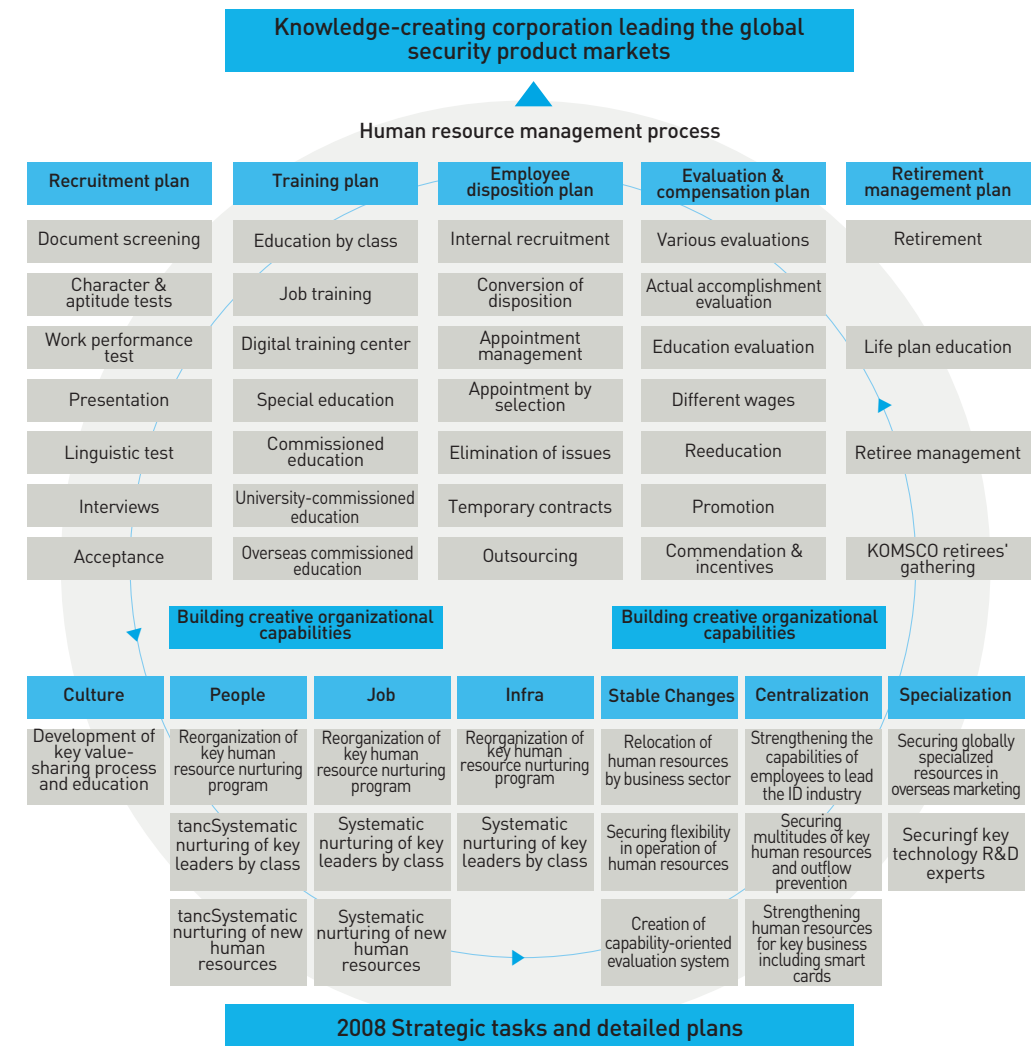 Knowledge-creating corporation leading the global
security product markets
Human resource management process
Recruitment plan
Document screening
Character &
aptitude tests
Work performance
test
Presentation
Linguistic test
Interviews
Acceptance
Training plan
Education by class
Job training
Digital training center
Special education
Commissioned
education
University-commissioned
education
Overseas commissioned
education
Employee
disposition plan
Internal recruitment
Conversion of
disposition
Appointment
management
Appointment by
selection
Elimination of issues
Temporary contracts
Outsourcing
Evaluation &
compensation plan
Various evaluations
Actual accomplishment
evaluation
Education evaluation
Different wages
Reeducation
Promotion
Commendation &
incentives
Retirement
management plan
Retirement
Life plan education
Retiree management
KOMSCO retirees'
gathering
Building creative organizational
capabilities
Building creative organizational
capabilities
Culture
Development of
key value-
sharing process
and education
People
Reorganization of
key human
resource nurturing
program
tancSystematic
nurturing of key
leaders by class
tancSystematic
nurturing of new
human
resources
Job
Reorganization of
key human
resource nurturing
program
Systematic
nurturing of key
leaders by class
Systematic
nurturing of new
human
resources
Infra
Reorganization of
key human
resource nurturing
program
Systematic
nurturing of key
leaders by class
Stable Changes
Relocation of
human resources
by business sector
Securing flexibility
in operation of
human resources
Creation of
capability-oriented
evaluation system
Centralization
Strengthening the
capabilities of
employees to lead
the ID industry
Securing
multitudes of key
human resources
and outflow
prevention
Strengthening
human resources
for key business
including smart
cards
Specialization
Securing globally
specialized
resources in
overseas marketing
Securingf key
technology R&D
experts
2008 Strategic tasks and detailed plans